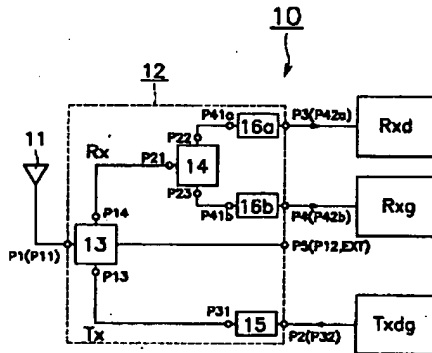 10
12
11
Rx
P41a
16a
P3(P42a)
Rxd
P22
P21
14
P23
P41b
16b
P4(P42b)
Rxg
P14
P1(P11)
13
P5(P12,EXT)
P13
P31
15
P2(P32)
Txdg
Tx